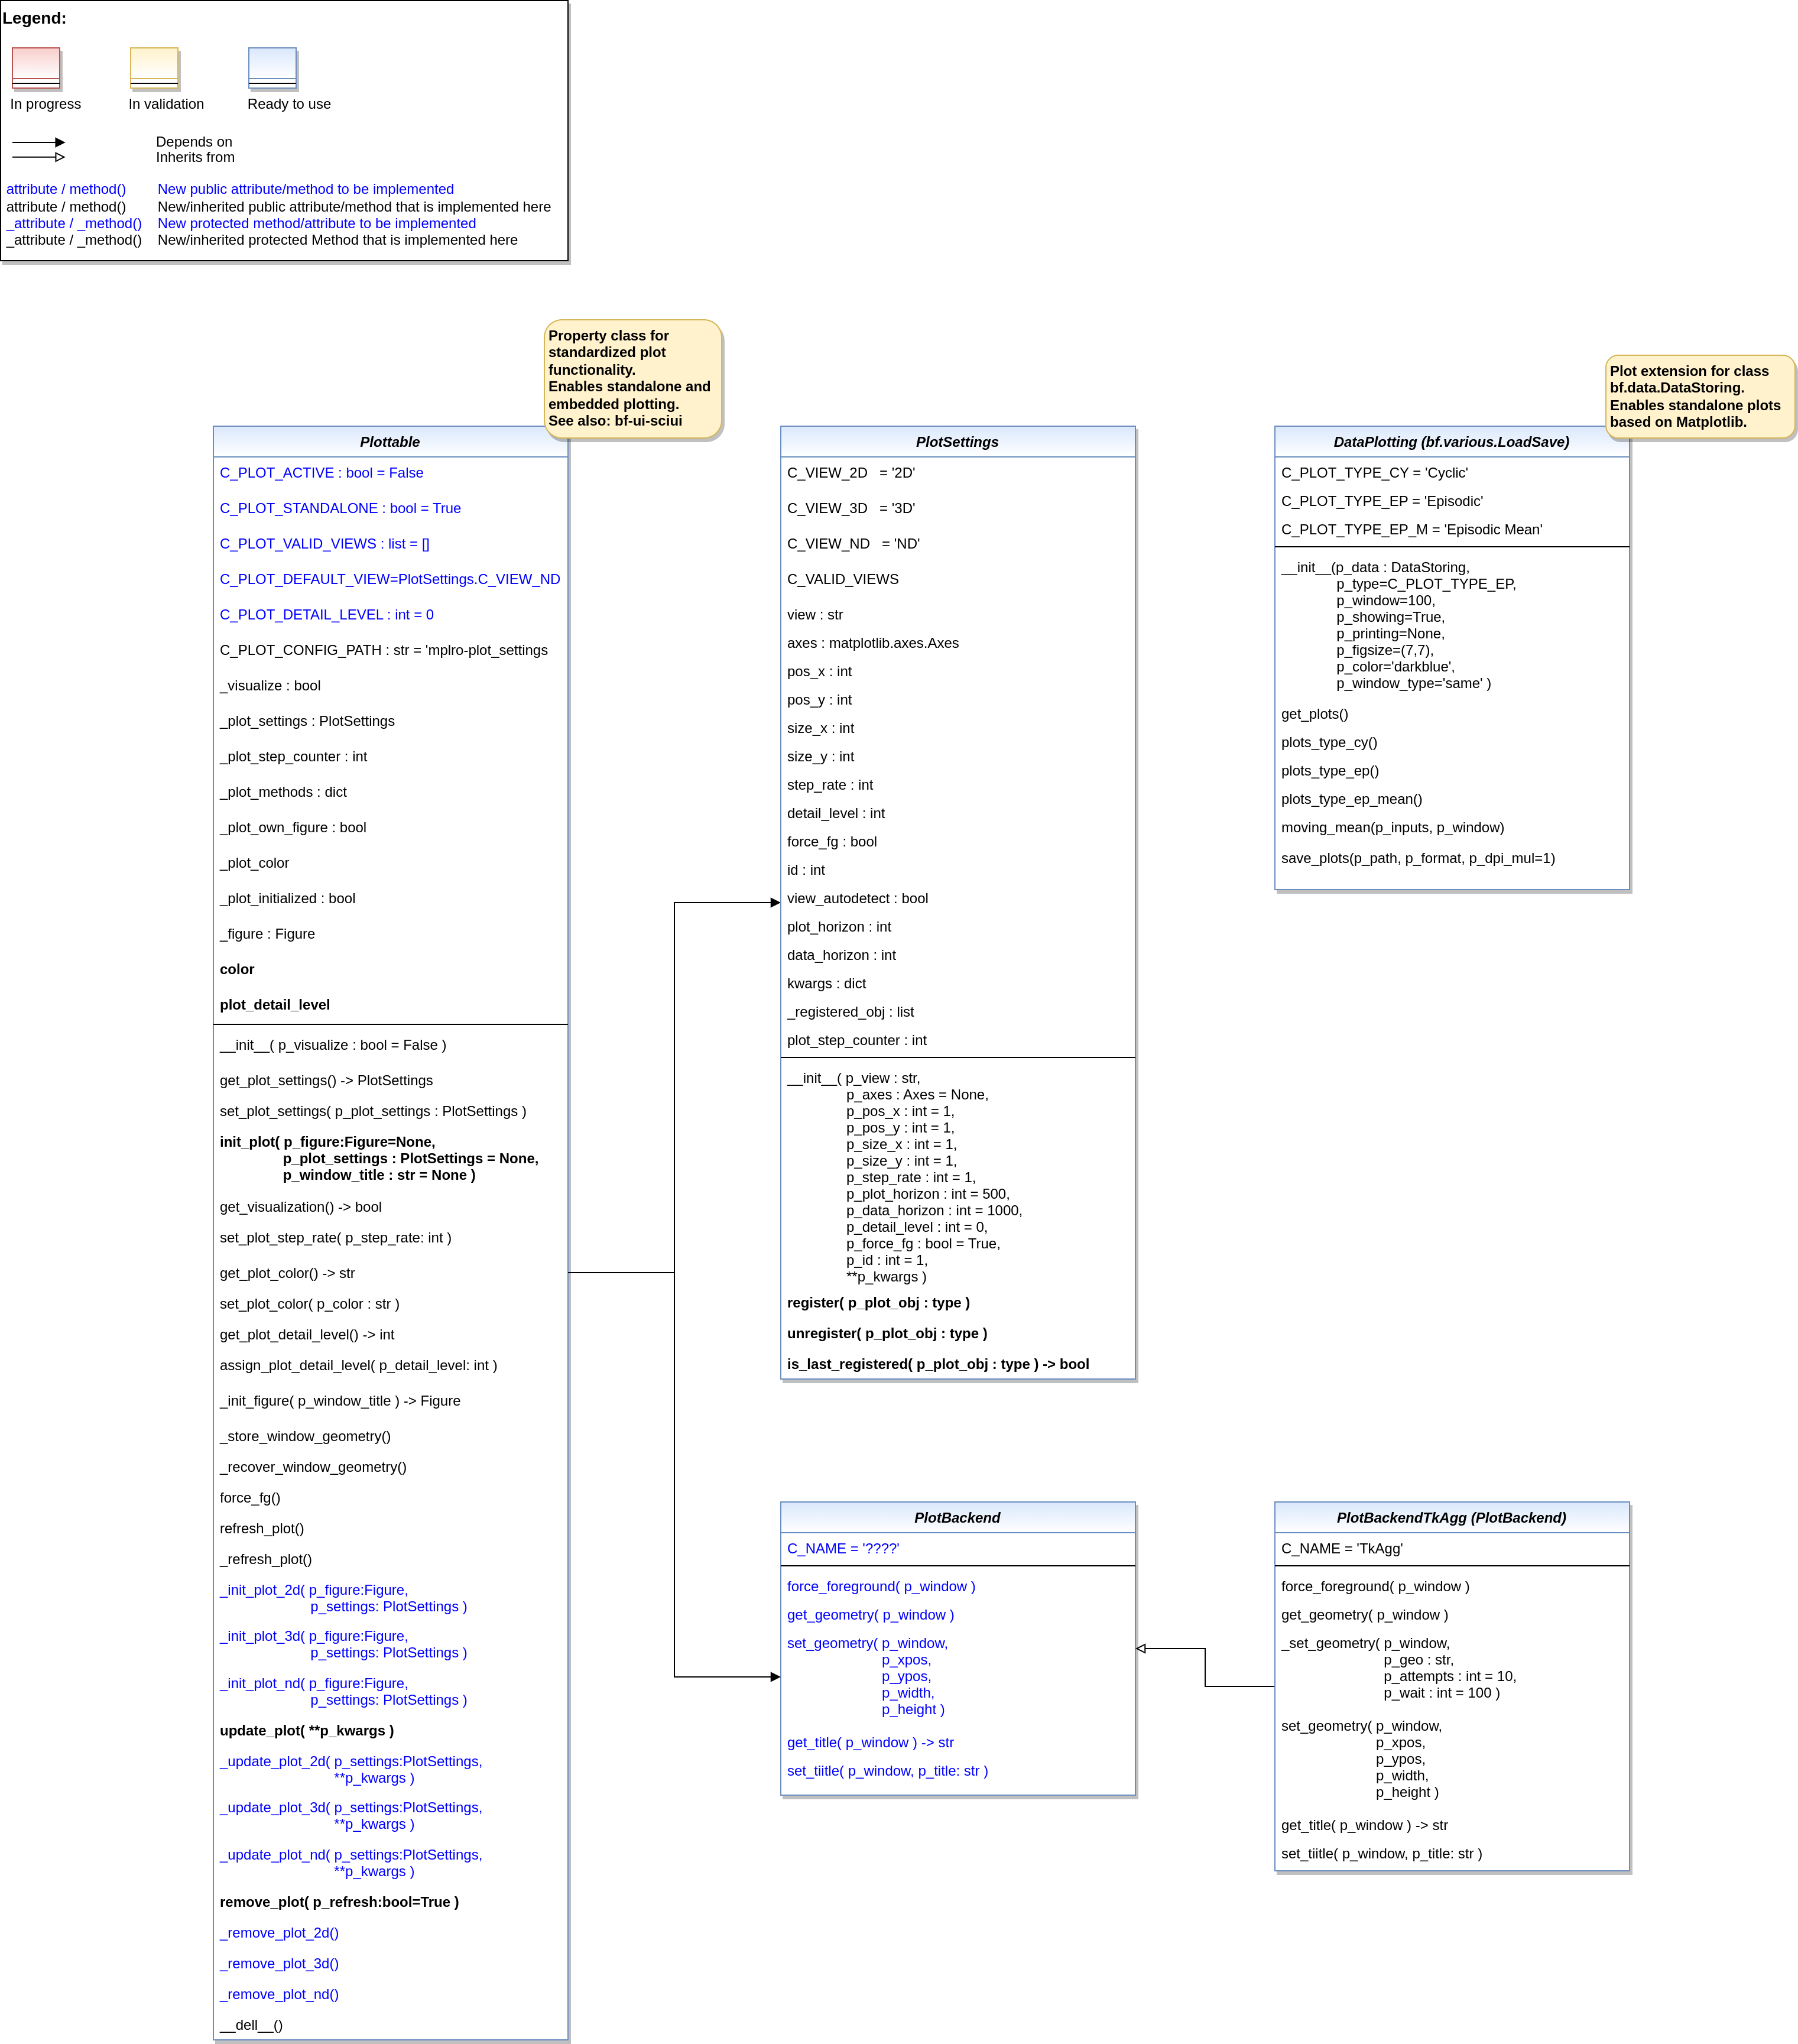 Legend:
In progress
In validation
Ready to use
Depends on
Inherits from
attribute / method() New public attribute/method to be implemented
attribute / method() New/inherited public attribute/method that is implemented here
_attribute / _method() New protected method/attribute to be implemented
_attribute / _method() New/inherited protected Method that is implemented here
Property class for
standardized plot
functionality.
Enables standalone and
embedded plotting.
See also: bf-ui-sciui
Plottable
C_PLOT_ACTIVE : bool = False
C_PLOT_STANDALONE : bool = True
C_PLOT_VALID_VIEWS : list = []
C_PLOT_DEFAULT_VIEW=PlotSettings.C_VIEW_ND
C_PLOT_DETAIL_LEVEL : int = 0
C_PLOT_CONFIG_PATH : str = 'mplro-plot_settings
_visualize : bool
_plot_settings : PlotSettings
_plot_step_counter : int
_plot_methods : dict
_plot_own_figure : bool
_plot_color
_plot_initialized : bool
_figure : Figure
color
plot_detail_level
__init__( p_visualize : bool = False )
get_plot_settings() -> PlotSettings
set_plot_settings( p_plot_settings : PlotSettings )
init_plot( p_figure:Figure=None,
p_plot_settings : PlotSettings = None,
p_window_title : str = None )
get_visualization() -> bool
set_plot_step_rate( p_step_rate: int )
get_plot_color() -> str
set_plot_color( p_color : str )
get_plot_detail_level() -> int
assign_plot_detail_level( p_detail_level: int )
_init_figure( p_window_title ) -> Figure
_store_window_geometry()
_recover_window_geometry()
force_fg()
refresh_plot()
_refresh_plot()
_init_plot_2d( p_figure:Figure,
p_settings: PlotSettings )
_init_plot_3d( p_figure:Figure,
p_settings: PlotSettings )
_init_plot_nd( p_figure:Figure,
p_settings: PlotSettings )
update_plot( **p_kwargs )
_update_plot_2d( p_settings:PlotSettings,
**p_kwargs )
_update_plot_3d( p_settings:PlotSettings,
**p_kwargs )
_update_plot_nd( p_settings:PlotSettings,
**p_kwargs )
remove_plot( p_refresh:bool=True )
_remove_plot_2d()
_remove_plot_3d()
_remove_plot_nd()
__dell__()
PlotSettings
C_VIEW_2D = '2D'
C_VIEW_3D = '3D'
C_VIEW_ND = 'ND'
C_VALID_VIEWS
view : str
axes : matplotlib.axes.Axes
pos_x : int
pos_y : int
size_x : int
size_y : int
step_rate : int
detail_level : int
force_fg : bool
id : int
view_autodetect : bool
plot_horizon : int
data_horizon : int
kwargs : dict
_registered_obj : list
plot_step_counter : int
__init__( p_view : str,
p_axes : Axes = None,
p_pos_x : int = 1,
p_pos_y : int = 1,
p_size_x : int = 1,
p_size_y : int = 1,
p_step_rate : int = 1,
p_plot_horizon : int = 500,
p_data_horizon : int = 1000,
p_detail_level : int = 0,
p_force_fg : bool = True,
p_id : int = 1,
**p_kwargs )
register( p_plot_obj : type )
unregister( p_plot_obj : type )
is_last_registered( p_plot_obj : type ) -> bool
Plot extension for class
bf.data.DataStoring.
Enables standalone plots
based on Matplotlib.
DataPlotting (bf.various.LoadSave)
C_PLOT_TYPE_CY = 'Cyclic'
C_PLOT_TYPE_EP = 'Episodic'
C_PLOT_TYPE_EP_M = 'Episodic Mean'
__init__(p_data : DataStoring,
p_type=C_PLOT_TYPE_EP,
p_window=100,
p_showing=True,
p_printing=None,
p_figsize=(7,7),
p_color='darkblue',
p_window_type='same' )
get_plots()
plots_type_cy()
plots_type_ep()
plots_type_ep_mean()
moving_mean(p_inputs, p_window)
save_plots(p_path, p_format, p_dpi_mul=1)
PlotBackend
C_NAME = '????'
force_foreground( p_window )
get_geometry( p_window )
set_geometry( p_window,
p_xpos,
p_ypos,
p_width,
p_height )
get_title( p_window ) -> str
set_tiitle( p_window, p_title: str )
PlotBackendTkAgg (PlotBackend)
C_NAME = 'TkAgg'
force_foreground( p_window )
get_geometry( p_window )
_set_geometry( p_window,
p_geo : str,
p_attempts : int = 10,
p_wait : int = 100 )
set_geometry( p_window,
p_xpos,
p_ypos,
p_width,
p_height )
get_title( p_window ) -> str
set_tiitle( p_window, p_title: str )